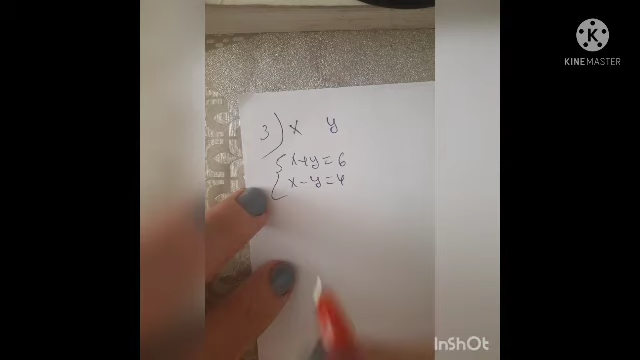 3) x y
x+y=6
x-y=4
K
KINEMASTER
InShOt